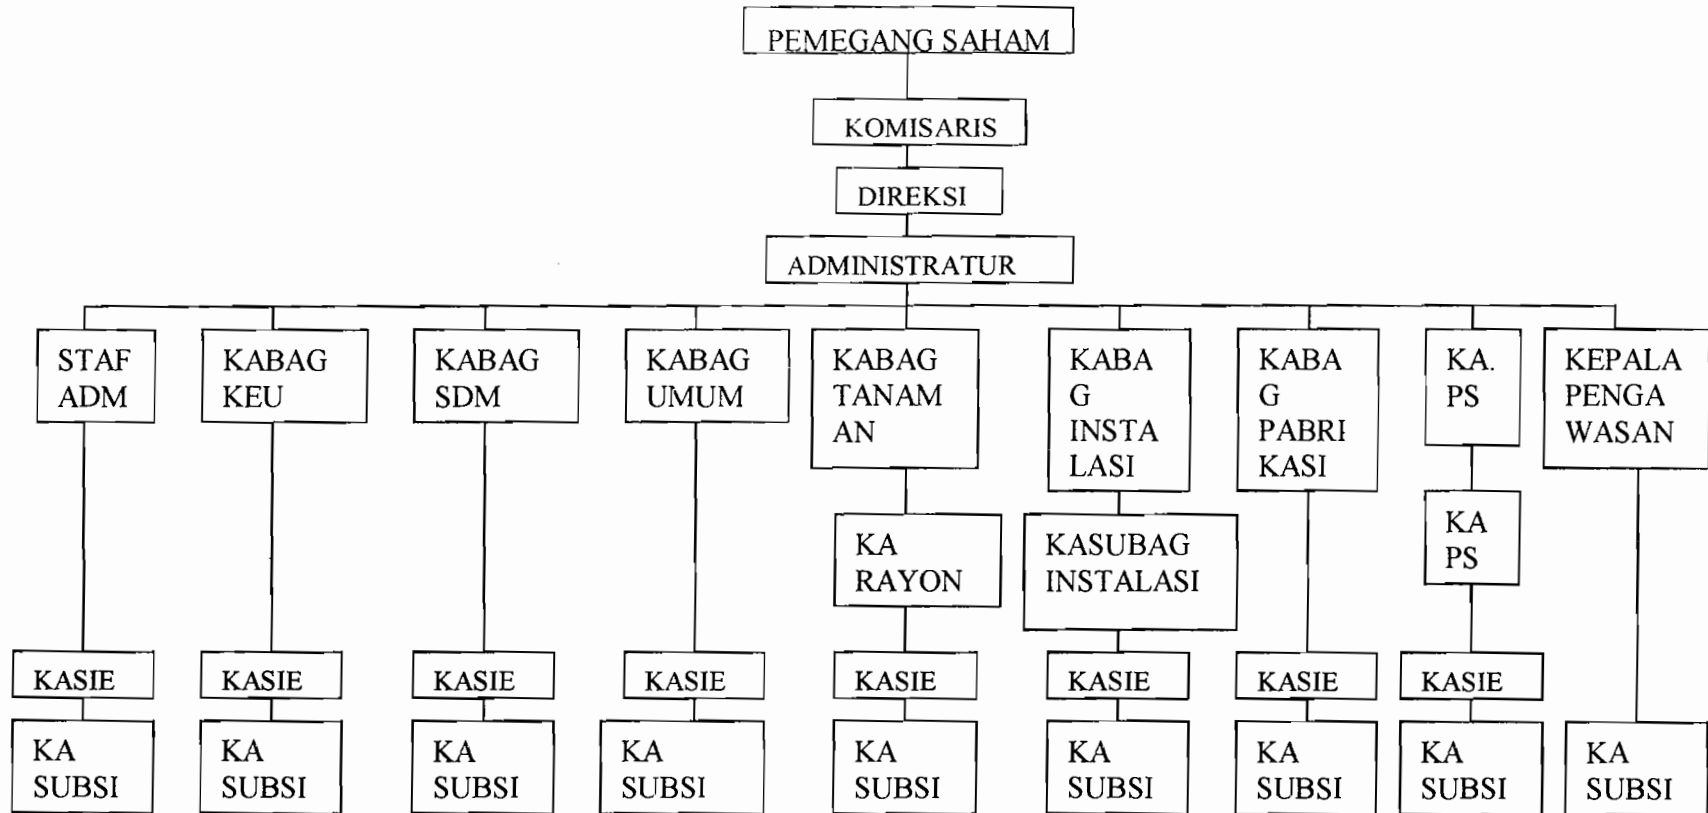 PEMEGANG SAHAM
KOMISARIS
DIREKSI
ADMINISTRATUR
STAF
ADM
KABAG
KEU
KABAG
SDM
KABAG
UMUM
KABAG
TANAM
AN
KABA
G
INSTA
LASI
KABA
G
PABRI
KASI
KA.
PS
KEPALA
PENGA
WASAN
KA
RAYON
KASUBAG
INSTALASI
KA
PS
KASIE
KASIE
KASIE
KASIE
KASIE
KASIE
KASIE
KASIE
KA
SUBSI
KA
SUBSI
KA
SUBSI
KA
SUBSI
KA
SUBSI
KA
SUBSI
KA
SUBSI
KA
SUBSI
KA
SUBSI